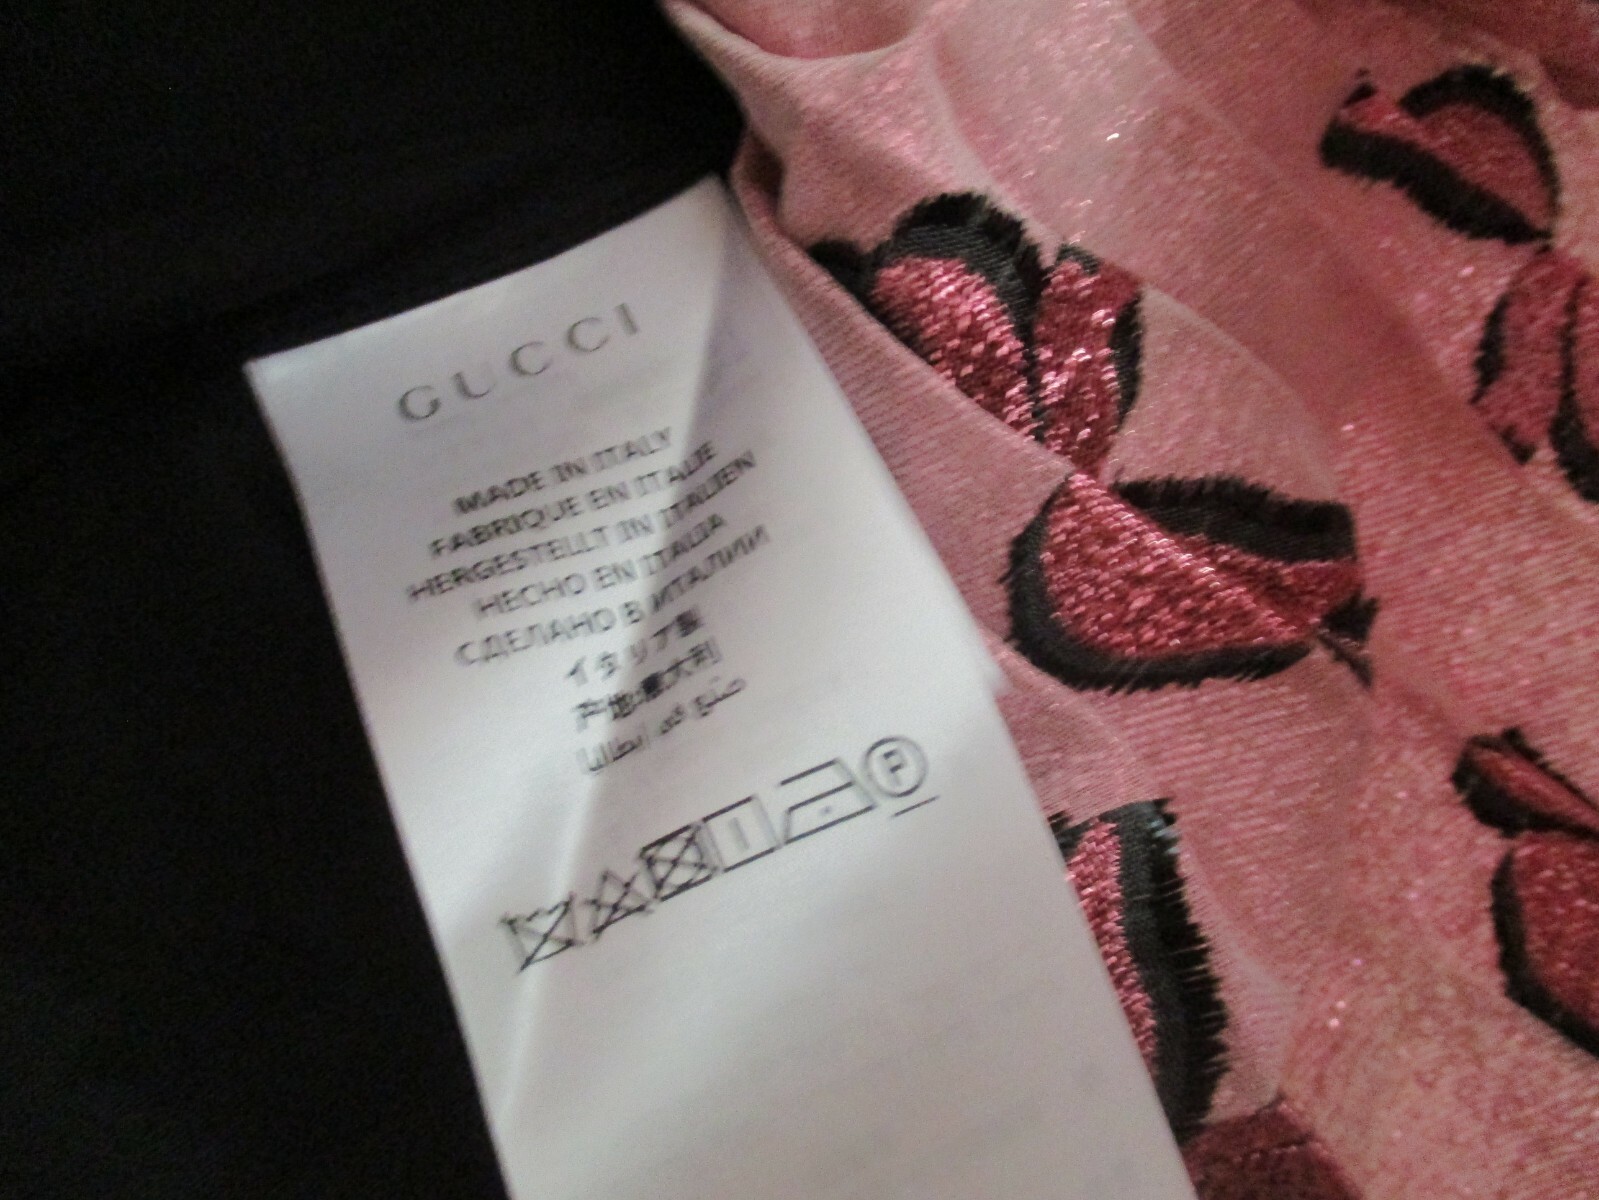 GUCCI
MADE IN ITALY
FABRIQUE EN ITALIE
HERGESTELLT IN ITALIEN
HECHO EN ITALIA
СДЕЛАНО В ИТАЛИИ
イタリア製
产地:意大利
صنع في إيطاليا
P